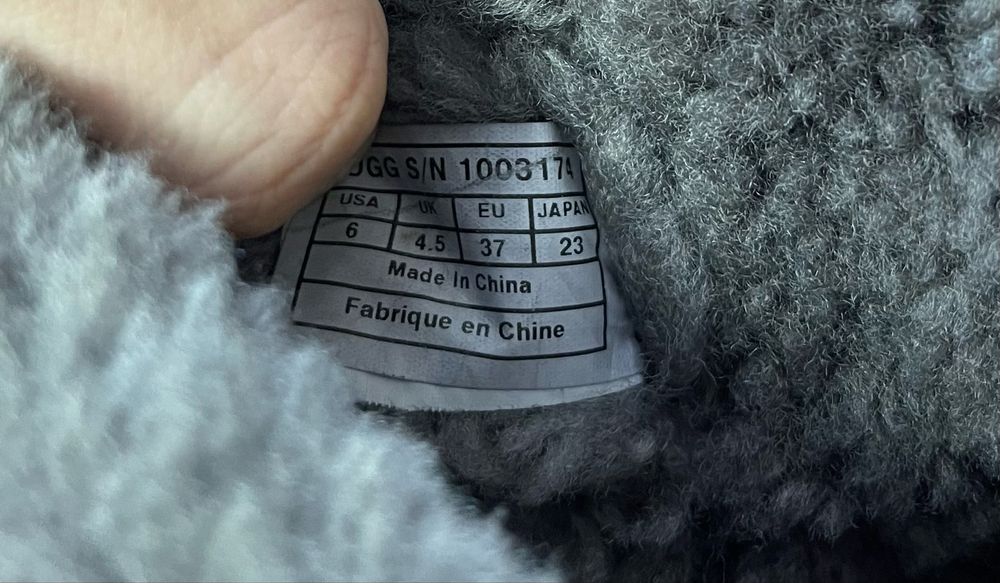 UGG S/N 1003174
USA UK EU JAPAN
6 4.5 37 23
Made In China
Fabrique en Chine